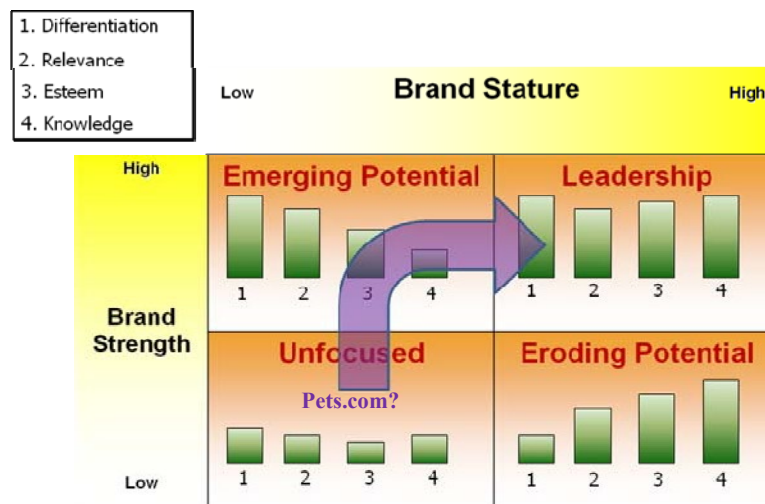 1. Differentiation
2. Relevance
3. Esteem
4. Knowledge
Low Brand Stature High
High
Brand
Strength
Low
Emerging Potential
1 2 3 4
Leadership
1 2 3 4
Unfocused
Pets.com?
1 2 3 4
Eroding Potential
1 2 3 4